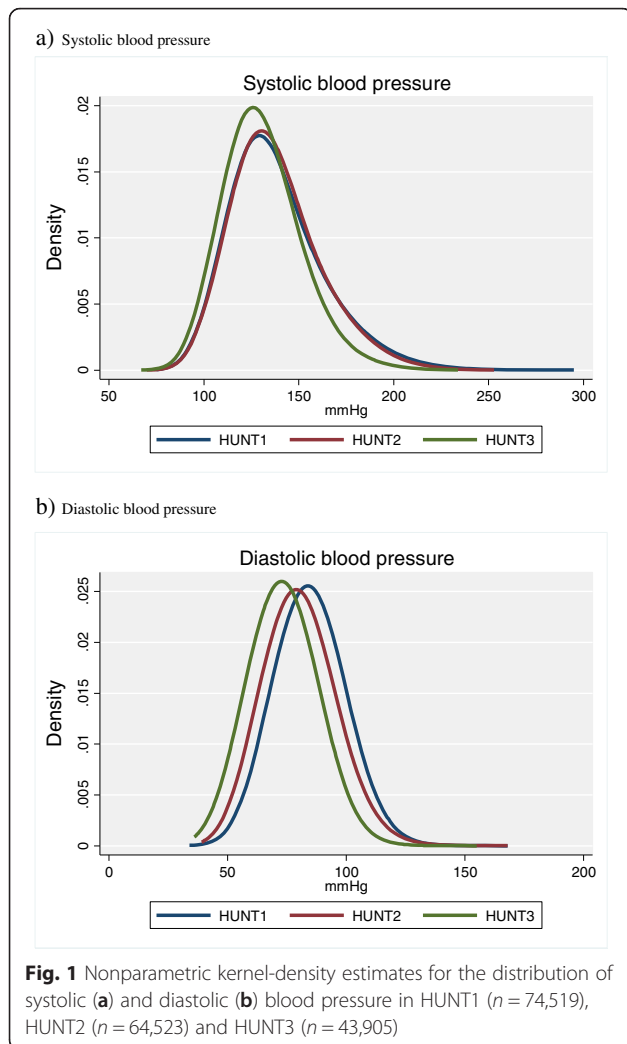 a) Systolic blood pressure
Systolic blood pressure
.02
.015
.01
.005
0
Density
50 100 150 200 250 300
mmHg
HUNT1 HUNT2 HUNT3
b) Diastolic blood pressure
Diastolic blood pressure
.025
.02
.015
.01
.005
0
Density
0 50 100 150 200
mmHg
HUNT1 HUNT2 HUNT3
Fig. 1 Nonparametric kernel-density estimates for the distribution of
systolic (a) and diastolic (b) blood pressure in HUNT1 (n = 74,519),
HUNT2 (n = 64,523) and HUNT3 (n = 43,905)